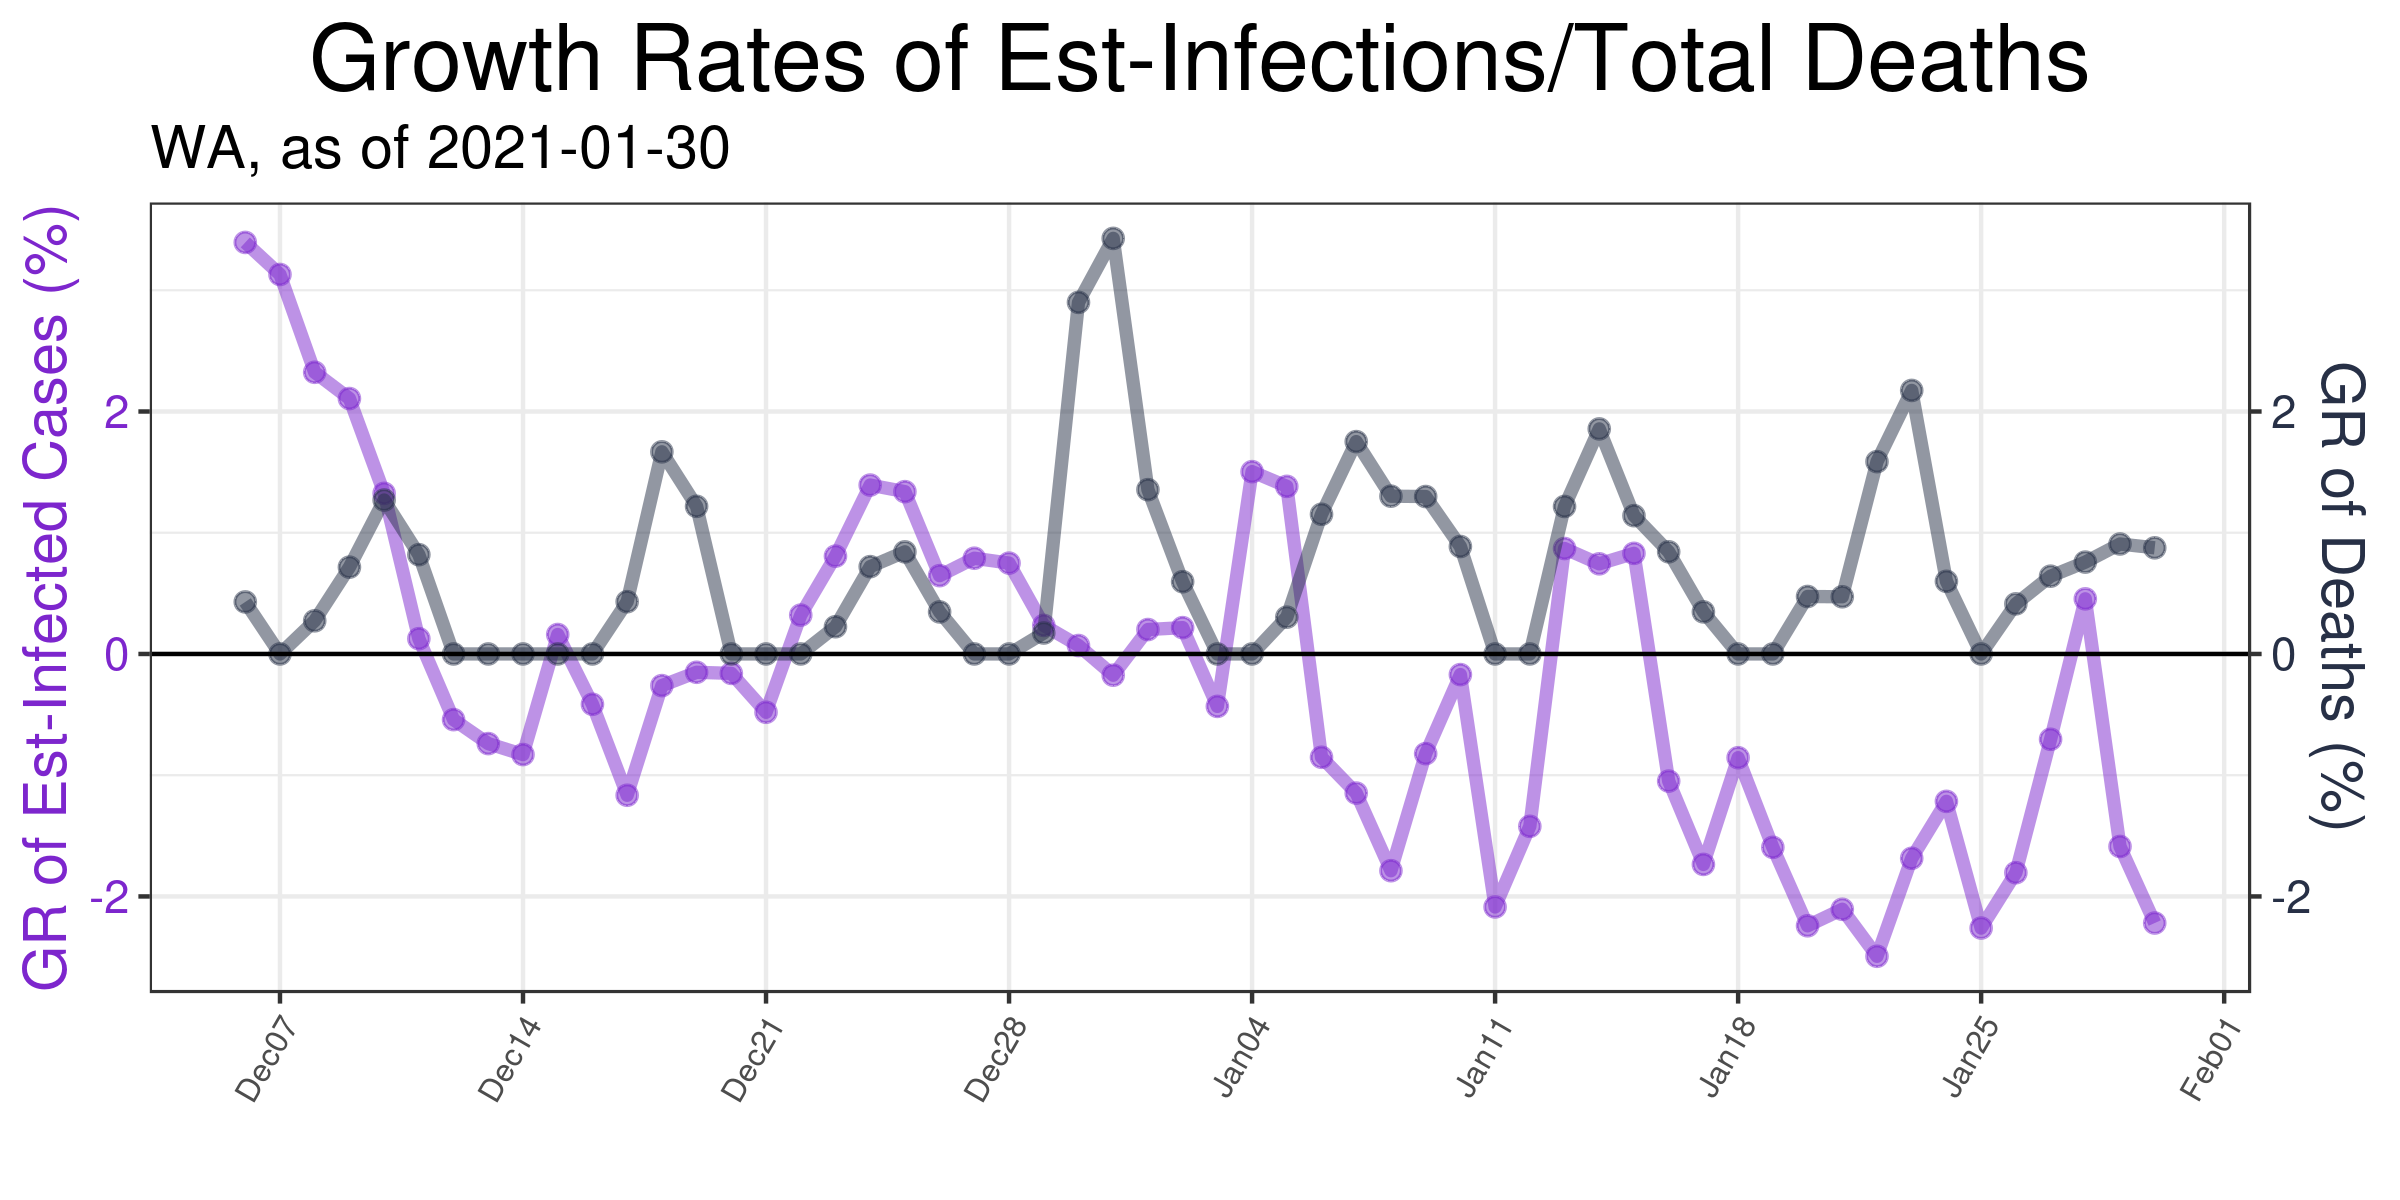 Growth Rates of Est-Infections/Total Deaths
WA, as of 2021-01-30
GR of Est-Infected Cases (%)
2
0
-2
2
0
-2
GR of Deaths (%)
Dec07
Dec14
Dec21
Dec28
Jan04
Jan11
Jan18
Jan25
Feb01